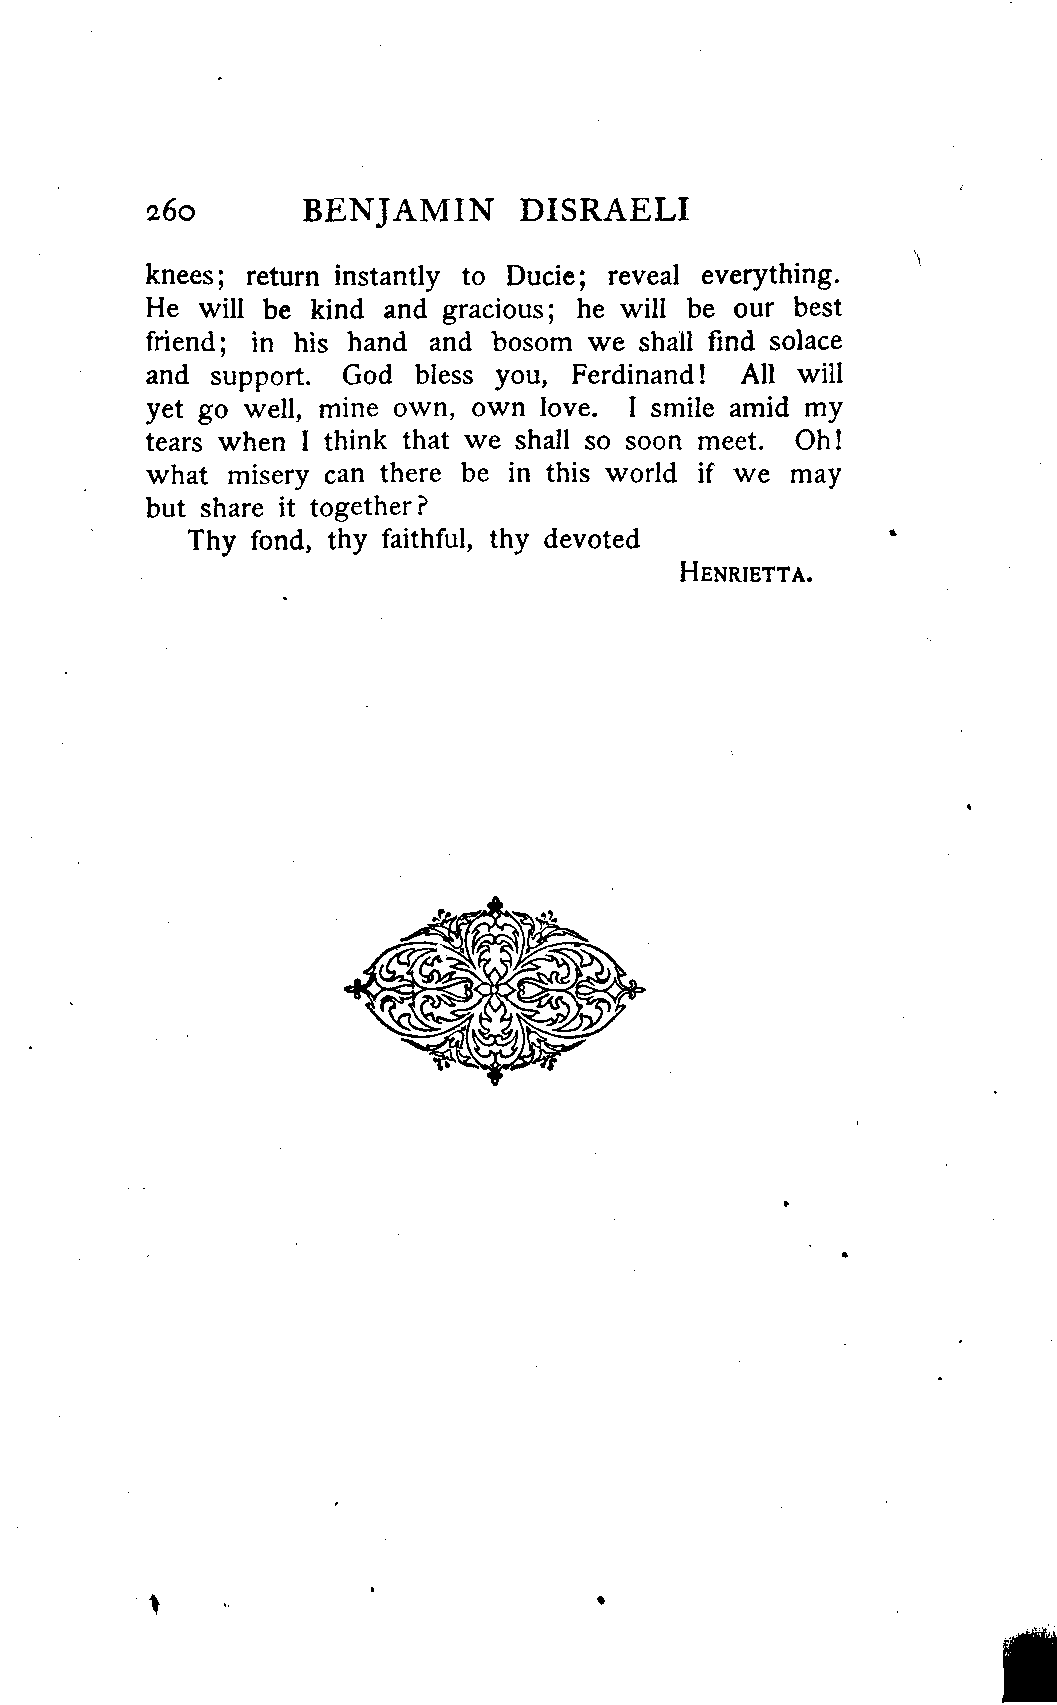 260 BENJAMIN DISRAELI
knees; return instantly to Ducie; reveal everything.
He will be kind and gracious; he will be our best
friend; in his hand and bosom we shall find solace
and support. God bless you, Ferdinand! All will
yet go well, mine own, own love. I smile amid my
tears when I think that we shall so soon meet. Oh!
what misery can there be in this world if we may
but share it together?
Thy fond, thy faithful, thy devoted
HENRIETTA.